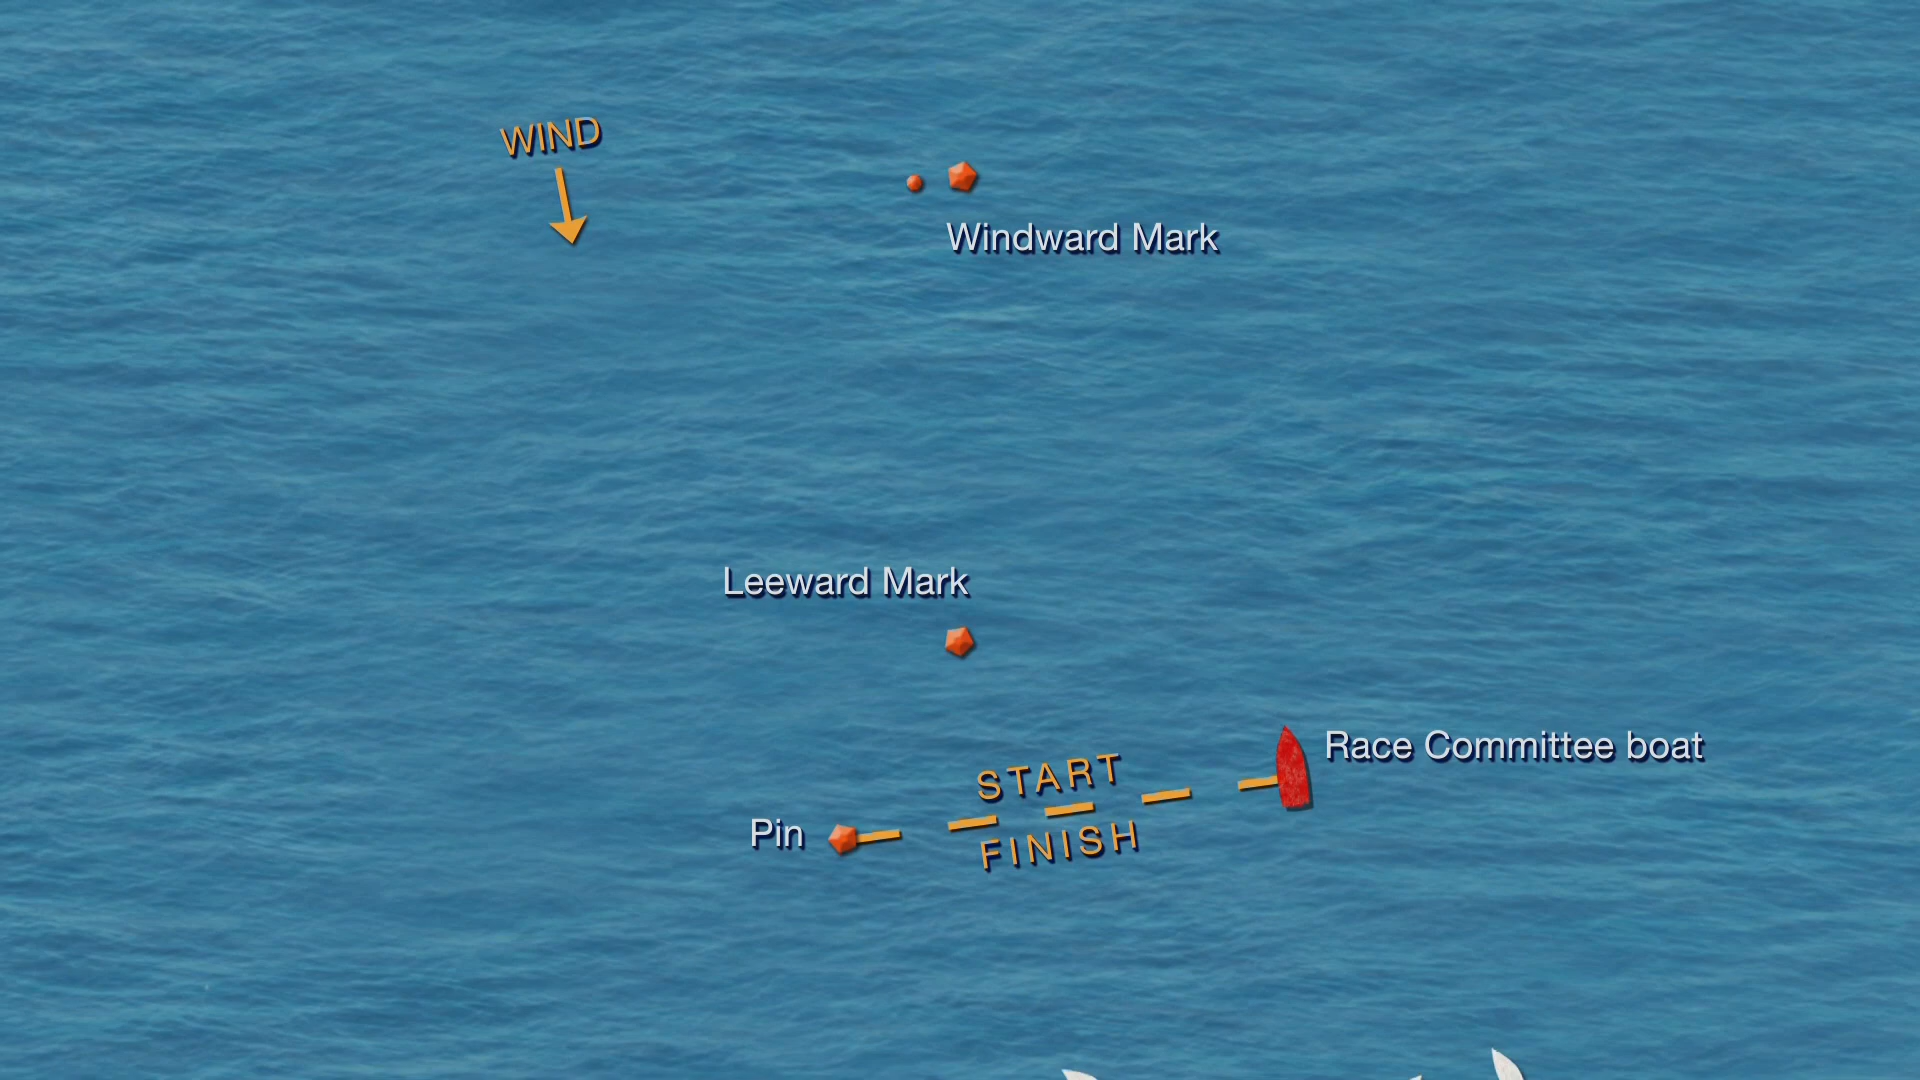 WIND
Windward Mark
Leeward Mark
Race Committee boat
START
Pin
FINISH